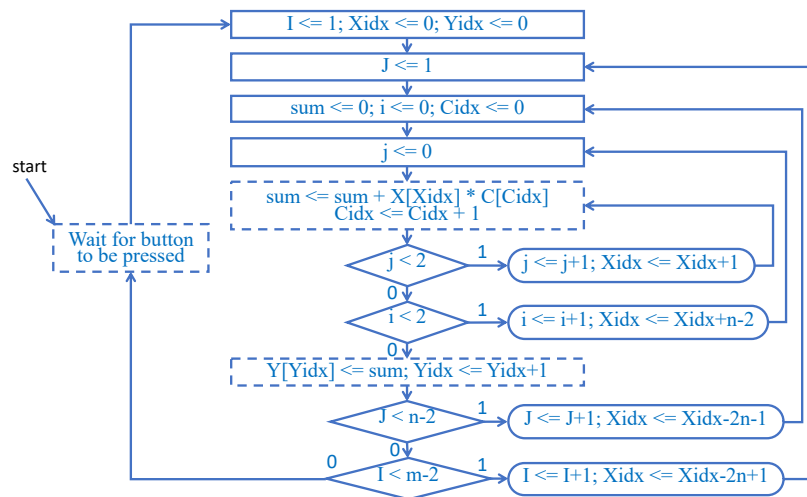 I <= 1; Xidx <= 0; Yidx <= 0
J <= 1
sum <= 0; i <= 0; Cidx <= 0
j <= 0
start
sum <= sum + X[Xidx] * C[Cidx]
Cidx <= Cidx + 1
Wait for button
to be pressed
j < 2
1
j <= j+1; Xidx <= Xidx+1
0
i < 2
1
i <= i+1; Xidx <= Xidx+n-2
0
Y[Yidx] <= sum; Yidx <= Yidx+1
J < n-2
1
J <= J+1; Xidx <= Xidx-2n-1
0
0
I < m-2
1
I <= I+1; Xidx <= Xidx-2n+1